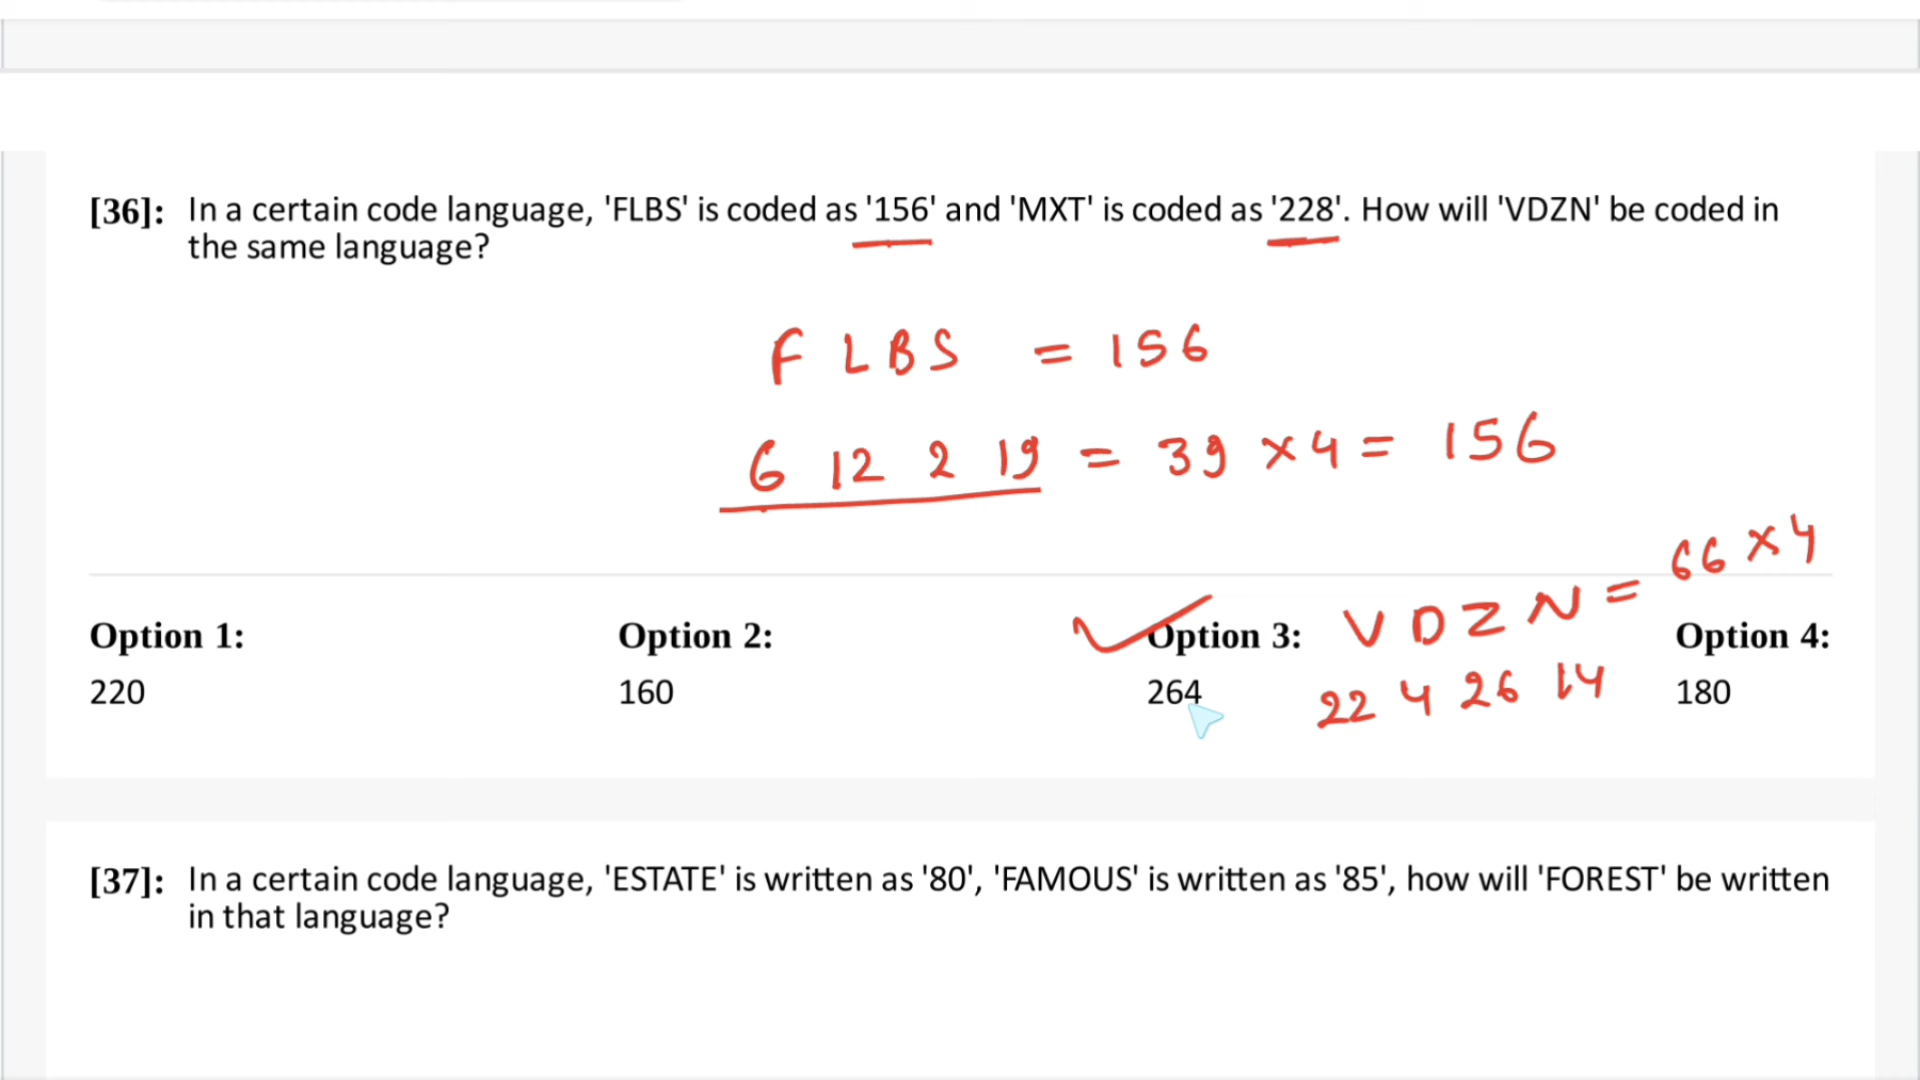 [36]: In a certain code language, 'FLBS' is coded as '156' and 'MXT' is coded as '228'. How will 'VDZN' be coded in
the same language?
F L B S = 156
6 12 2 19 = 39 × 4 = 156
66 × 4
V D Z N =
Option 1: Option 2: Option 3: Option 4:
22 4 26 14
220 160 264 180
[37]: In a certain code language, 'ESTATE' is written as '80', 'FAMOUS' is written as '85', how will 'FOREST' be written
in that language?